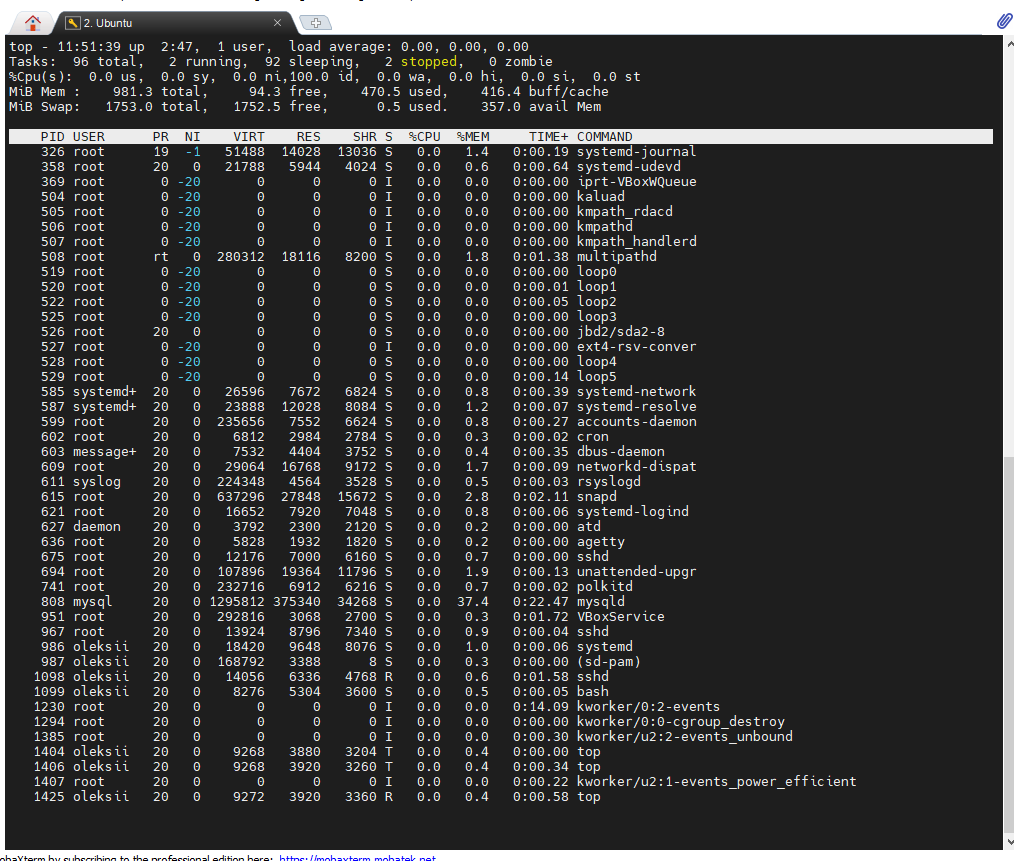 2. Ubuntu
top - 11:51:39 up  2:47,  1 user,  load average: 0.00, 0.00, 0.00
Tasks:  96 total,   2 running,  92 sleeping,   2 stopped,   0 zombie
%Cpu(s):  0.0 us,  0.0 sy,  0.0 ni,100.0 id,  0.0 wa,  0.0 hi,  0.0 si,  0.0 st
MiB Mem :    981.3 total,     94.3 free,    470.5 used,    416.4 buff/cache
MiB Swap:   1753.0 total,   1752.5 free,      0.5 used.    357.0 avail Mem
PID USER      PR  NI    VIRT    RES    SHR S  %CPU  %MEM     TIME+ COMMAND
326 root      19  -1   51488  14028  13036 S   0.0   1.4   0:00.19 systemd-journal
358 root      20   0   21788   5944   4024 S   0.0   0.6   0:00.64 systemd-udevd
369 root       0 -20       0      0      0 I   0.0   0.0   0:00.00 iprt-VBoxWQueue
504 root       0 -20       0      0      0 I   0.0   0.0   0:00.00 kaluad
505 root       0 -20       0      0      0 I   0.0   0.0   0:00.00 kmpath_rdacd
506 root       0 -20       0      0      0 I   0.0   0.0   0:00.00 kmpathd
507 root       0 -20       0      0      0 I   0.0   0.0   0:00.00 kmpath_handlerd
508 root      rt   0  280312  18116   8200 S   0.0   1.8   0:01.38 multipathd
519 root       0 -20       0      0      0 S   0.0   0.0   0:00.00 loop0
520 root       0 -20       0      0      0 S   0.0   0.0   0:00.01 loop1
522 root       0 -20       0      0      0 S   0.0   0.0   0:00.05 loop2
525 root       0 -20       0      0      0 S   0.0   0.0   0:00.00 loop3
526 root      20   0       0      0      0 S   0.0   0.0   0:00.00 jbd2/sda2-8
527 root       0 -20       0      0      0 I   0.0   0.0   0:00.00 ext4-rsv-conver
528 root       0 -20       0      0      0 S   0.0   0.0   0:00.00 loop4
529 root       0 -20       0      0      0 S   0.0   0.0   0:00.14 loop5
585 systemd+  20   0   26596   7672   6824 S   0.0   0.8   0:00.39 systemd-network
587 systemd+  20   0   23888  12028   8084 S   0.0   1.2   0:00.07 systemd-resolve
599 root      20   0  235656   7552   6624 S   0.0   0.8   0:00.27 accounts-daemon
602 root      20   0    6812   2984   2784 S   0.0   0.3   0:00.02 cron
603 message+  20   0    7532   4404   3752 S   0.0   0.4   0:00.35 dbus-daemon
609 root      20   0   29064  16768   9172 S   0.0   1.7   0:00.09 networkd-dispat
611 syslog    20   0  224348   4564   3528 S   0.0   0.5   0:00.03 rsyslogd
615 root      20   0  637296  27848  15672 S   0.0   2.8   0:02.11 snapd
621 root      20   0   16652   7920   7048 S   0.0   0.8   0:00.06 systemd-logind
627 daemon    20   0    3792   2300   2120 S   0.0   0.2   0:00.00 atd
636 root      20   0    5828   1932   1820 S   0.0   0.2   0:00.00 agetty
675 root      20   0   12176   7000   6160 S   0.0   0.7   0:00.00 sshd
694 root      20   0  107896  19364  11796 S   0.0   1.9   0:00.13 unattended-upgr
741 root      20   0  232716   6912   6216 S   0.0   0.7   0:00.02 polkitd
808 mysql     20   0 1295812 375340  34268 S   0.0  37.4   0:22.47 mysqld
951 root      20   0  292816   3068   2700 S   0.0   0.3   0:01.72 VBoxService
967 root      20   0   13924   8796   7340 S   0.0   0.9   0:00.04 sshd
986 oleksii   20   0   18420   9648   8076 S   0.0   1.0   0:00.06 systemd
987 oleksii   20   0  168792   3388      8 S   0.0   0.3   0:00.00 (sd-pam)
1098 oleksii   20   0   14056   6336   4768 R   0.0   0.6   0:01.58 sshd
1099 oleksii   20   0    8276   5304   3600 S   0.0   0.5   0:00.05 bash
1230 root      20   0       0      0      0 I   0.0   0.0   0:14.09 kworker/0:2-events
1294 root      20   0       0      0      0 I   0.0   0.0   0:00.00 kworker/0:0-cgroup_destroy
1385 root      20   0       0      0      0 I   0.0   0.0   0:00.30 kworker/u2:2-events_unbound
1404 oleksii   20   0    9268   3880   3204 T   0.0   0.4   0:00.00 top
1406 oleksii   20   0    9268   3920   3260 T   0.0   0.4   0:00.34 top
1407 root      20   0       0      0      0 I   0.0   0.0   0:00.22 kworker/u2:1-events_power_efficient
1425 oleksii   20   0    9272   3920   3360 R   0.0   0.4   0:00.58 top
obaXterm by subscribing to the professional edition here: https://mobaxterm.mobatek.net